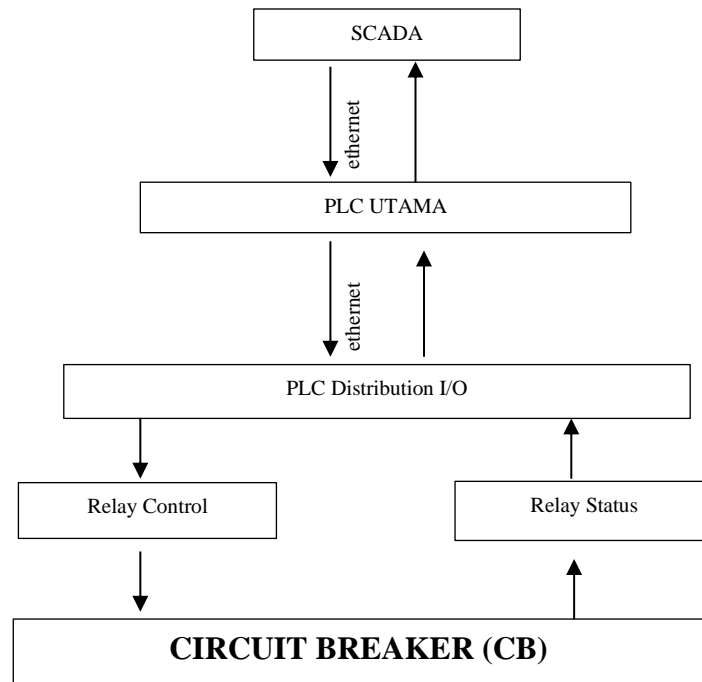 SCADA
ethernet
PLC UTAMA
ethernet
PLC Distribution I/O
Relay Control
Relay Status
CIRCUIT BREAKER (CB)